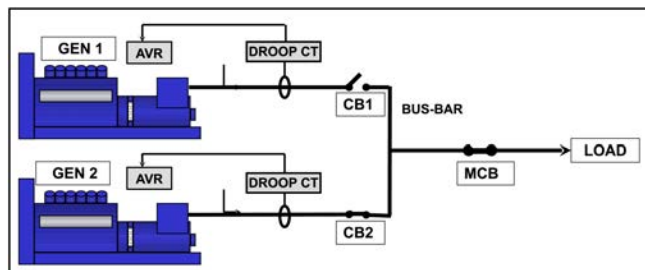 GEN 1
AVR
DROOP CT
CB1
BUS-BAR
MCB
LOAD
GEN 2
AVR
DROOP CT
CB2